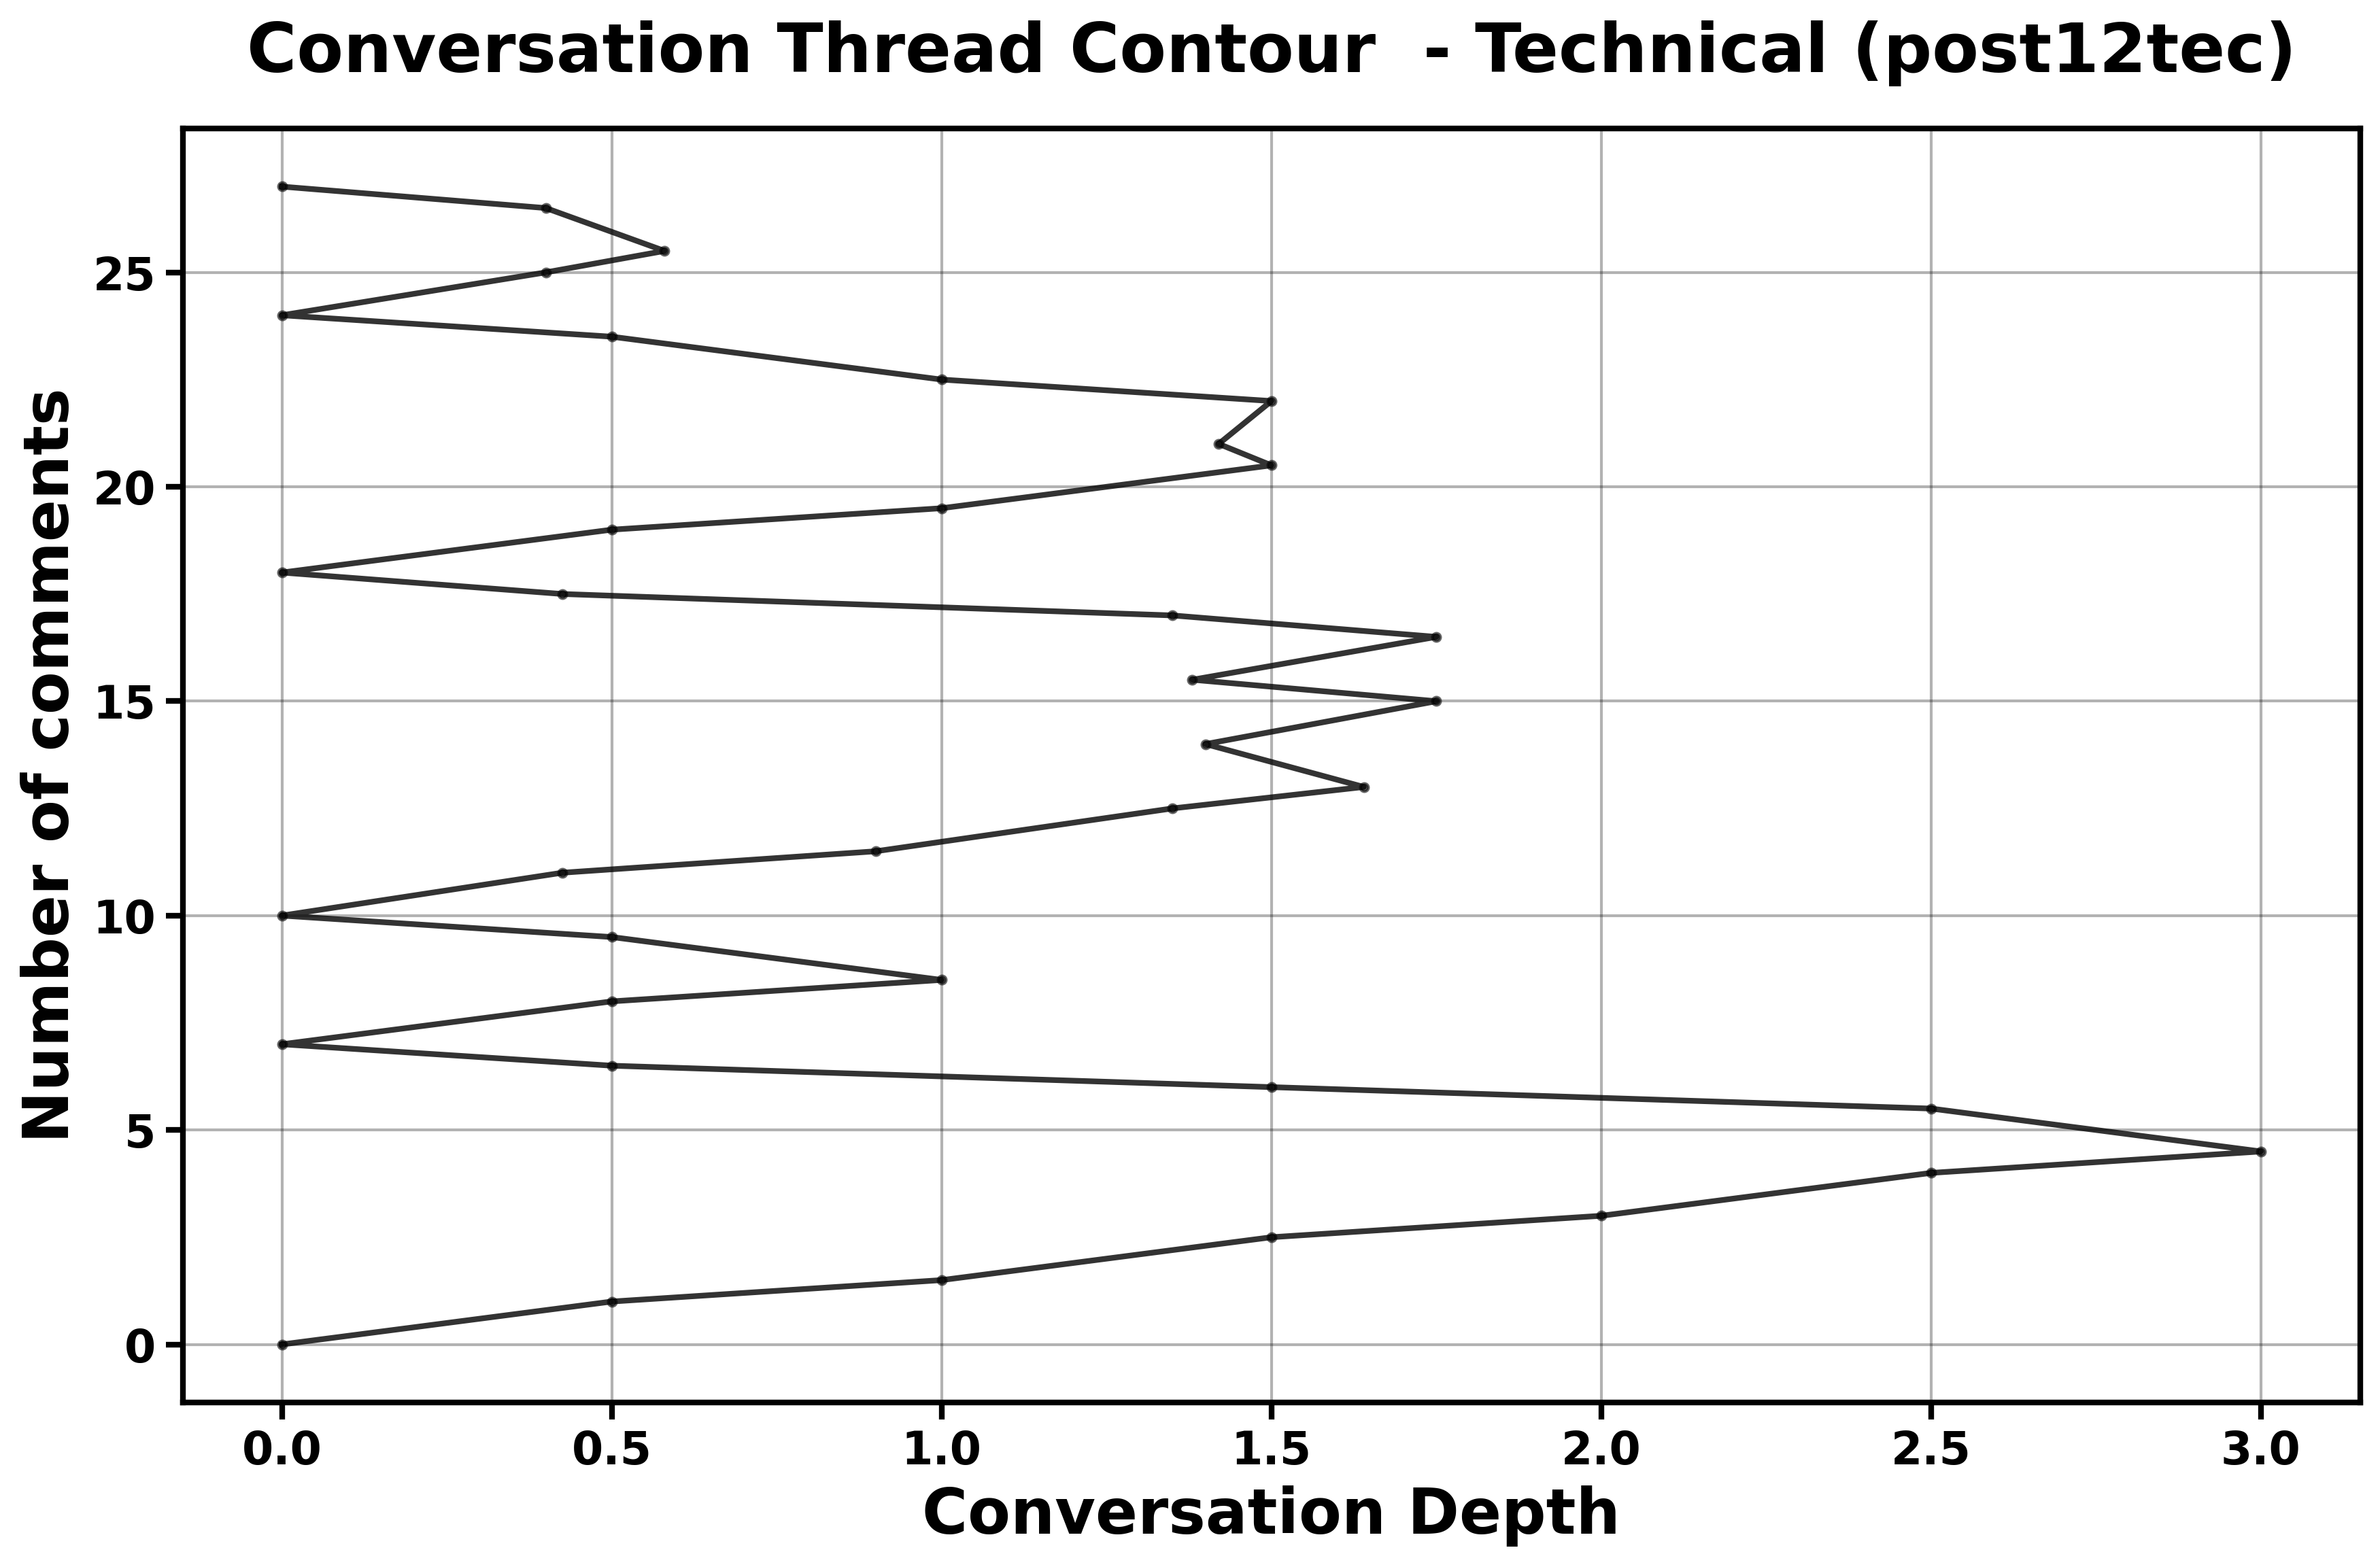 Conversation Thread Contour  - Technical (post12tec)
Number of comments
25
20
15
10
5
0
0.0 0.5 1.0 1.5 2.0 2.5 3.0
Conversation Depth